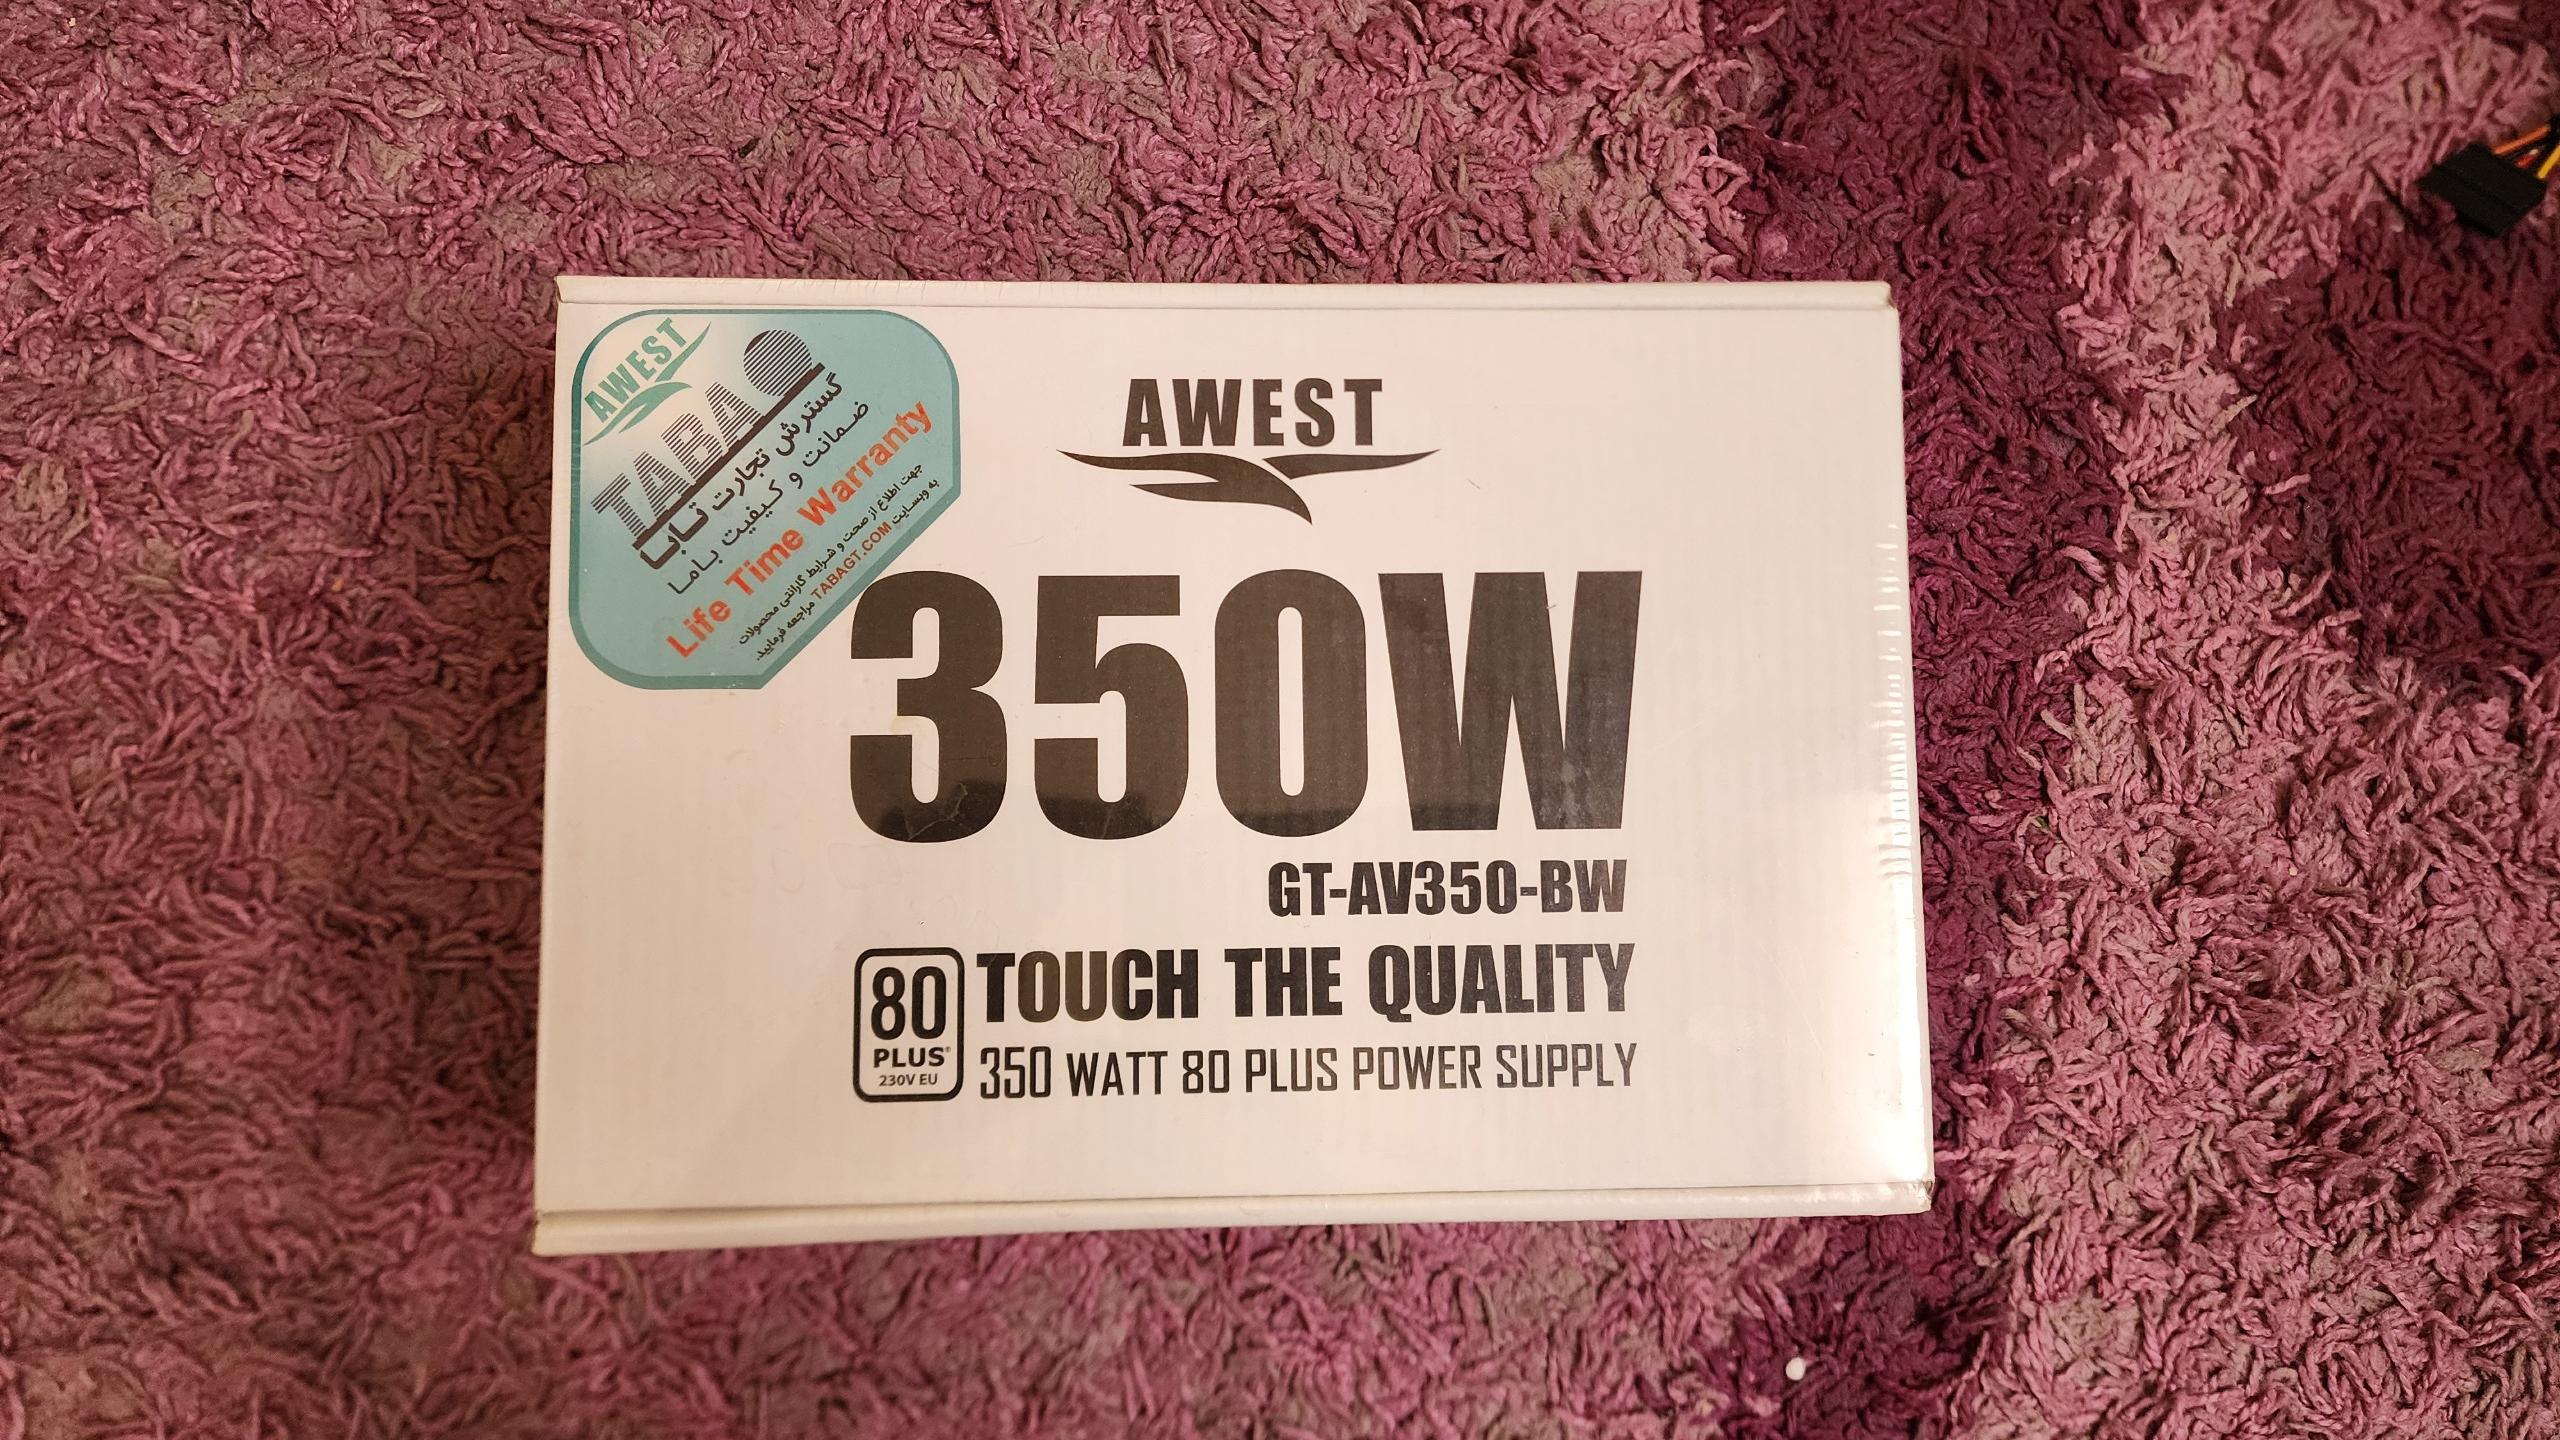 AWEST
TABA
گسترش تجارت تابا
ضمانت و کیفیت با ما
Life Time Warranty
جهت اطلاع از صحت و شرایط گارانتی محصولات
به وبسایت TABAGT.COM مراجعه فرمایید.
AWEST
350W
GT-AV350-BW
80
PLUS®
230V EU
TOUCH THE QUALITY
350 WATT 80 PLUS POWER SUPPLY